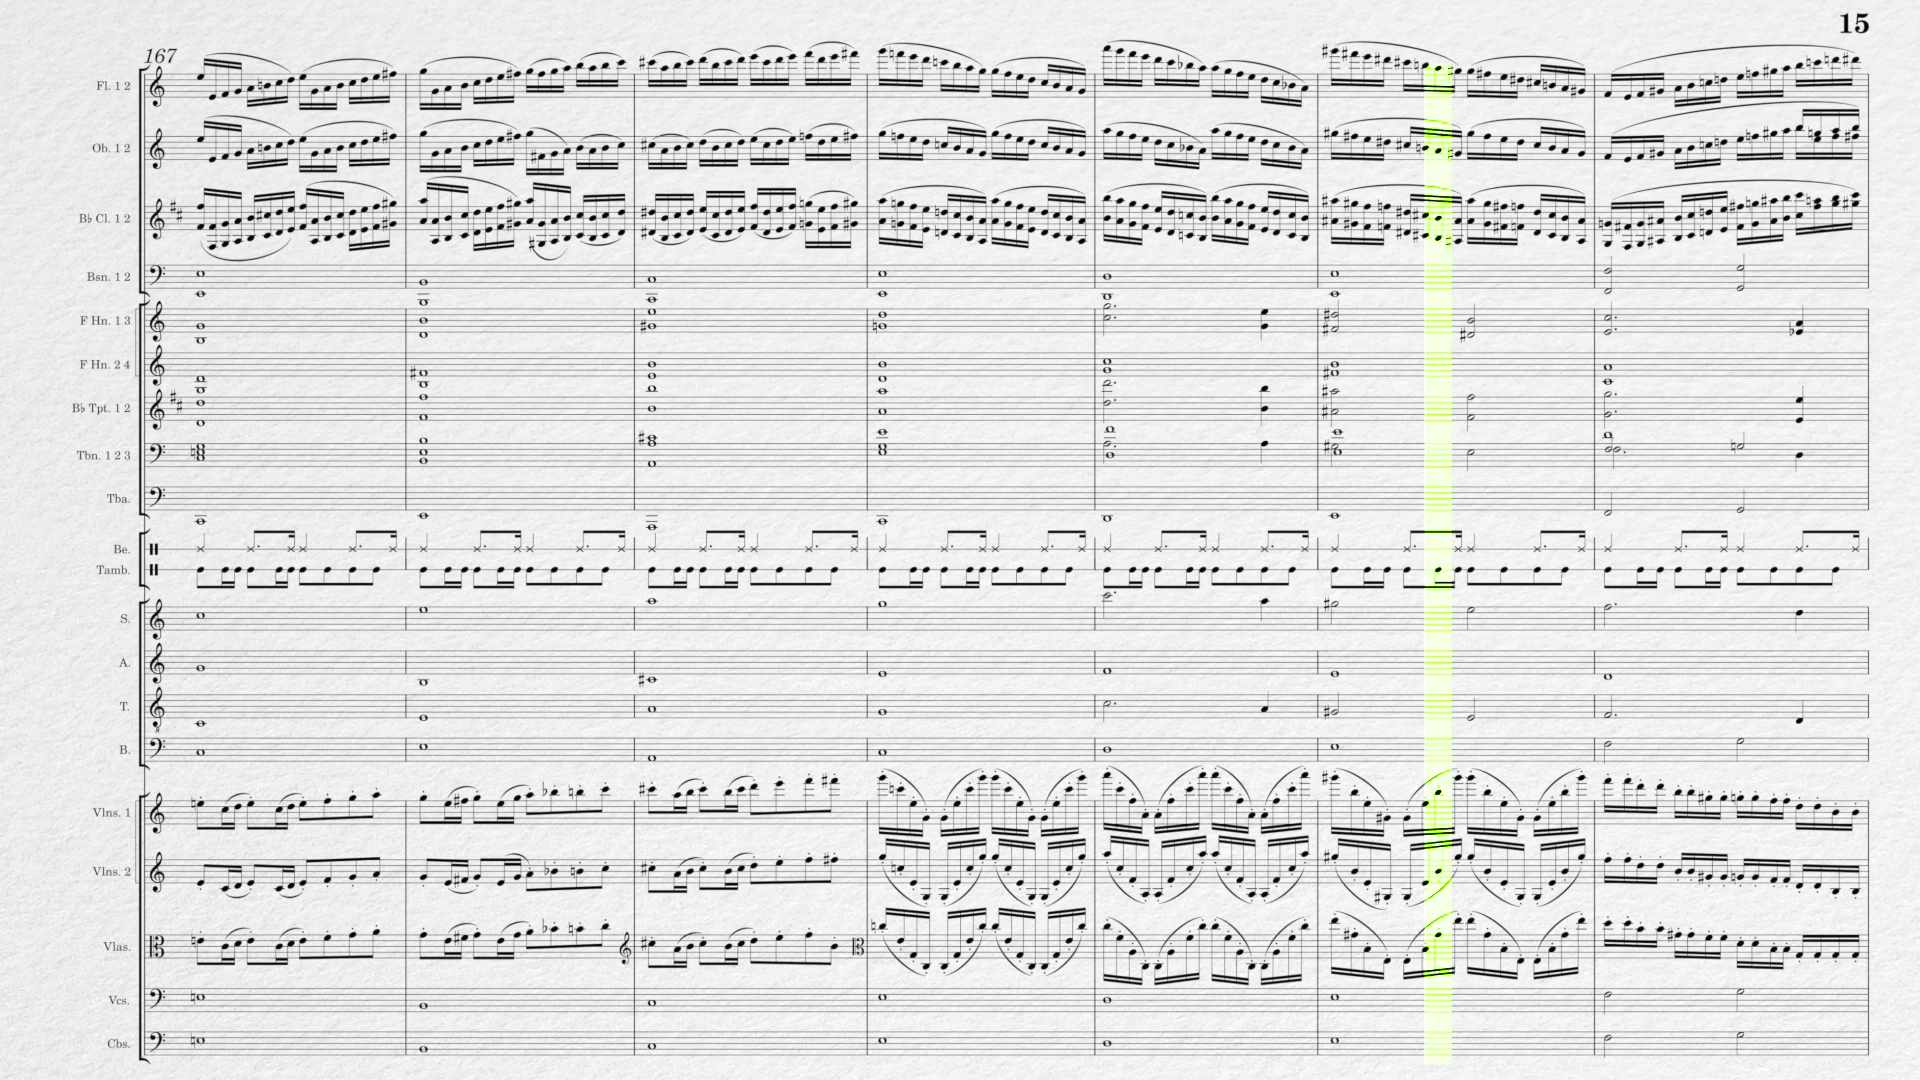 15
167
Fl. 1 2
Ob. 1 2
B♭ Cl. 1 2
Bsn. 1 2
F Hn. 1 3
F Hn. 2 4
B♭ Tpt. 1 2
Tbn. 1 2 3
Tba.
Be.
Tamb.
S.
A.
T.
8
B.
Vlns. 1
Vlns. 2
Vlas.
Vcs.
Cbs.